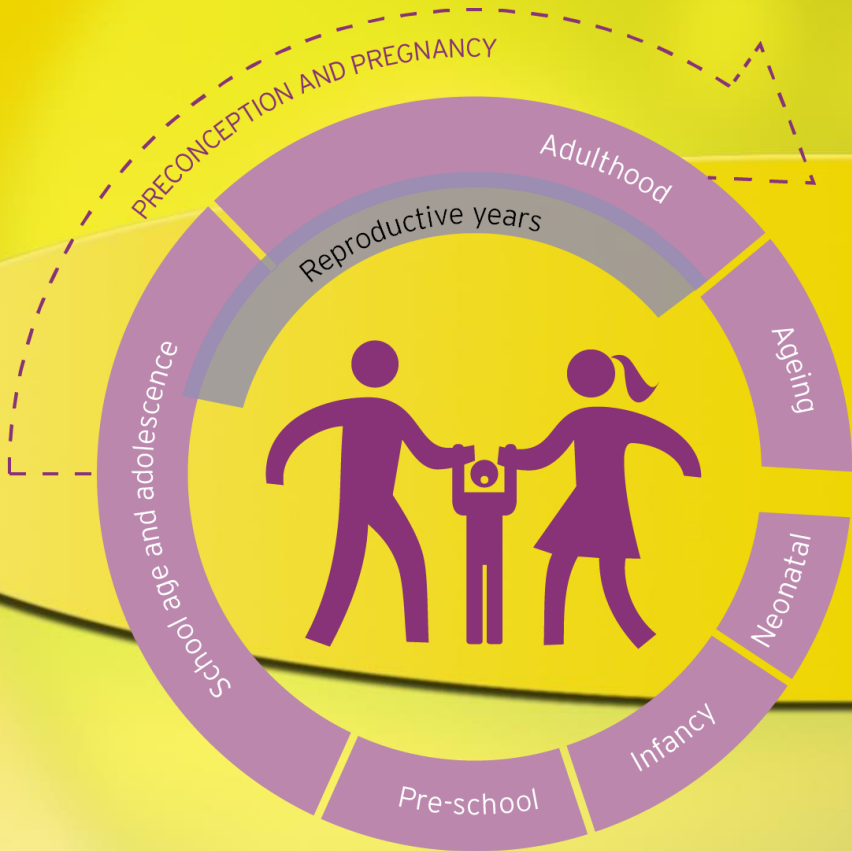 PRECONCEPTION AND PREGNANCY
Adulthood
Reproductive years
Ageing
School age and adolescence
Neonatal
Infancy
Pre-school